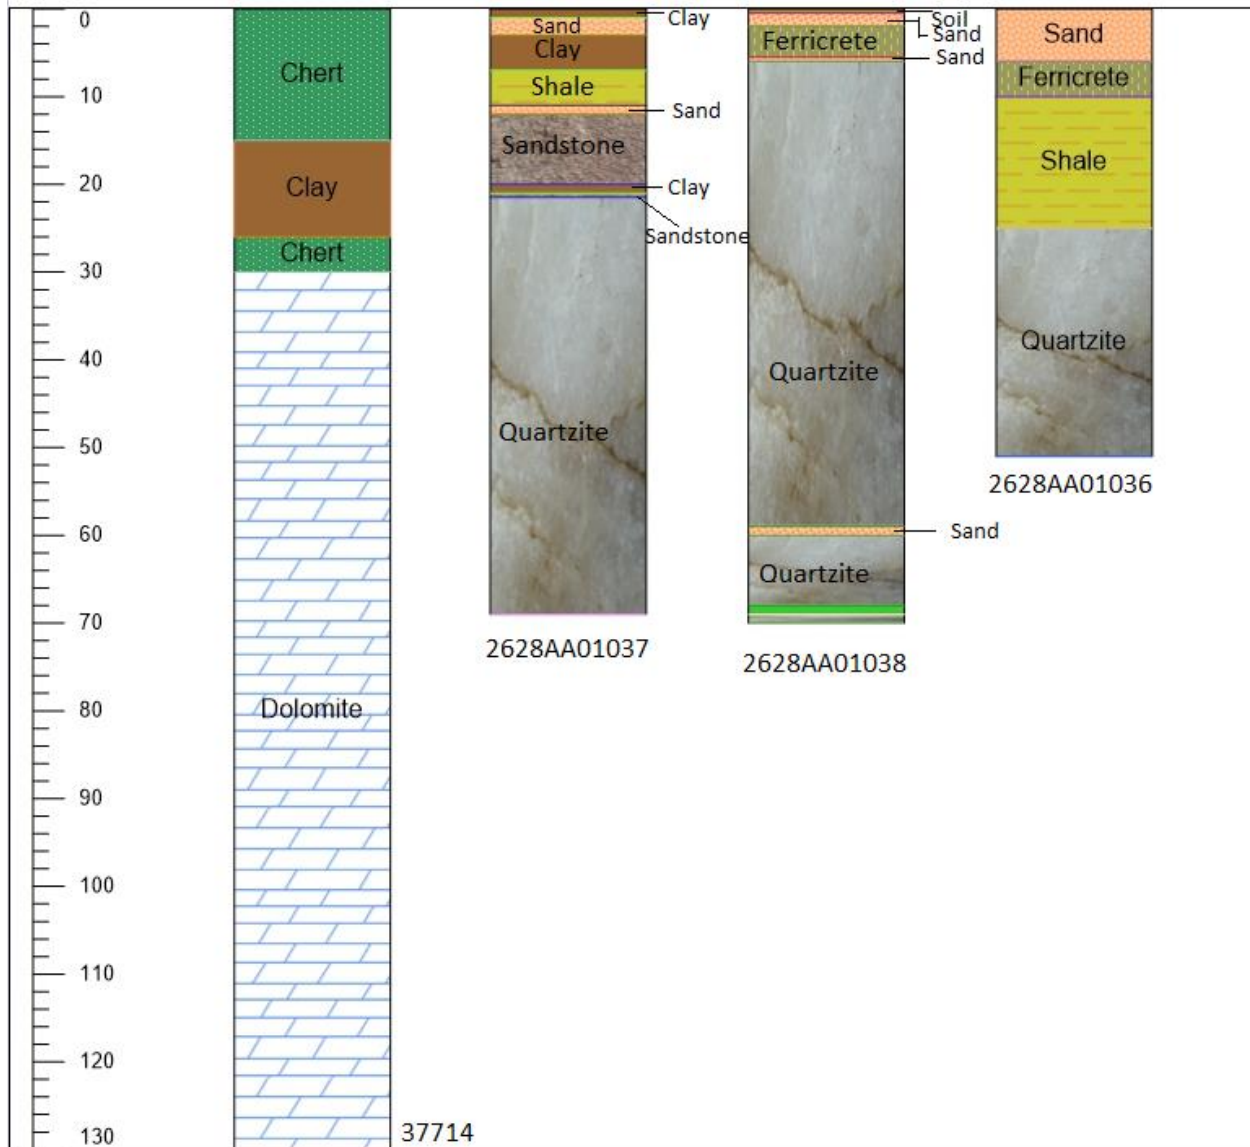 0
10
20
30
40
50
60
70
80
90
100
110
120
130
Chert
Clay
Chert
Dolomite
37714
Clay
Sand
Clay
Shale
Sand
Sandstone
Clay
Sandstone
Quartzite
2628AA01037
Soil
Sand
Ferricrete
Sand
Quartzite
Sand
Quartzite
2628AA01038
Sand
Ferricrete
Shale
Quartzite
2628AA01036